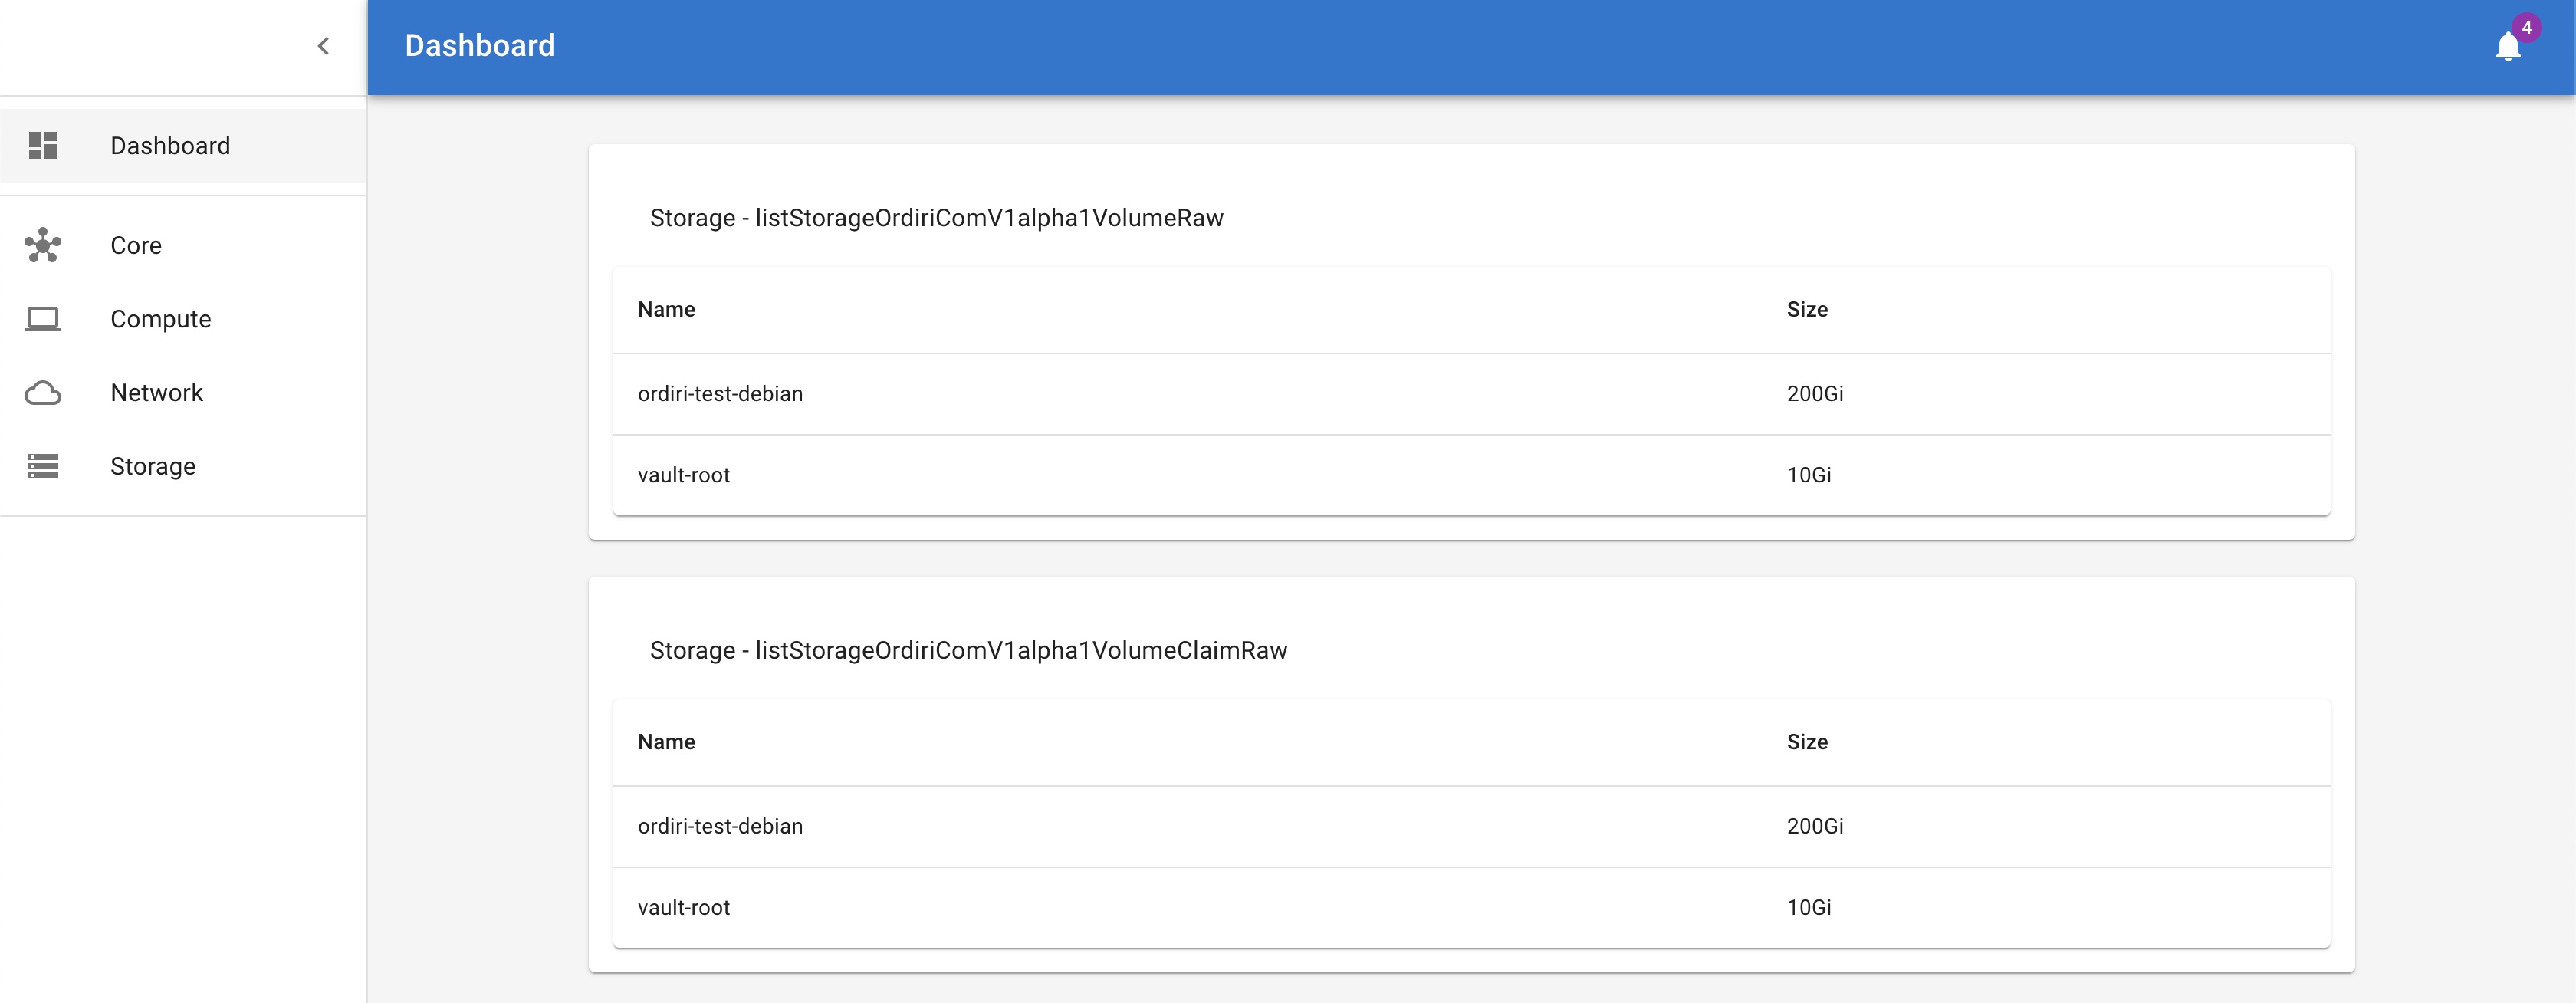 Dashboard
4
Dashboard
Core
Compute
Network
Storage
Storage - listStorageOrdiriComV1alpha1VolumeRaw
Name Size
ordiri-test-debian 200Gi
vault-root 10Gi
Storage - listStorageOrdiriComV1alpha1VolumeClaimRaw
Name Size
ordiri-test-debian 200Gi
vault-root 10Gi